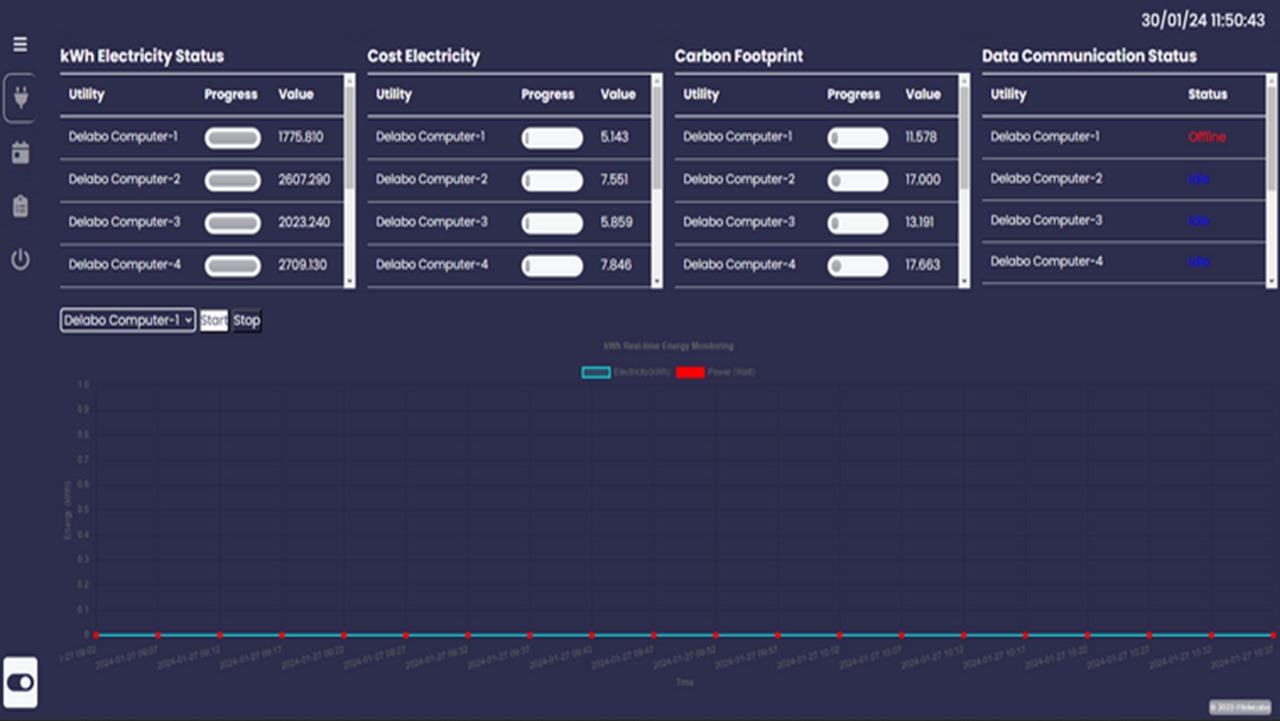 30/01/24 11:50:43
kWh Electricity Status
Utility Progress Value
Delabo Computer-1 1775.810
Delabo Computer-2 2607.290
Delabo Computer-3 2023.240
Delabo Computer-4 2709.130
Cost Electricity
Utility Progress Value
Delabo Computer-1 5.143
Delabo Computer-2 7.551
Delabo Computer-3 5.859
Delabo Computer-4 7.846
Carbon Footprint
Utility Progress Value
Delabo Computer-1 11.578
Delabo Computer-2 17.000
Delabo Computer-3 13.191
Delabo Computer-4 17.663
Data Communication Status
Utility Status
Delabo Computer-1 Offline
Delabo Computer-2 Idle
Delabo Computer-3 Idle
Delabo Computer-4 Idle
Delabo Computer-1 Start Stop
kWh Real-time Energy Monitoring
Electricity(kWh) Power (Watt)
1.0
0.9
0.8
0.7
0.6
0.5
0.4
0.3
0.2
0.1
0
Energy (kWh)
-27 09:02 2024-01-27 09:07 2024-01-27 09:12 2024-01-27 09:17 2024-01-27 09:22 2024-01-27 09:27 2024-01-27 09:32 2024-01-27 09:37 2024-01-27 09:42 2024-01-27 09:47 2024-01-27 09:52 2024-01-27 09:57 2024-01-27 10:02 2024-01-27 10:07 2024-01-27 10:12 2024-01-27 10:17 2024-01-27 10:22 2024-01-27 10:27 2024-01-27 10:32 2024-01-27 10:37
Time